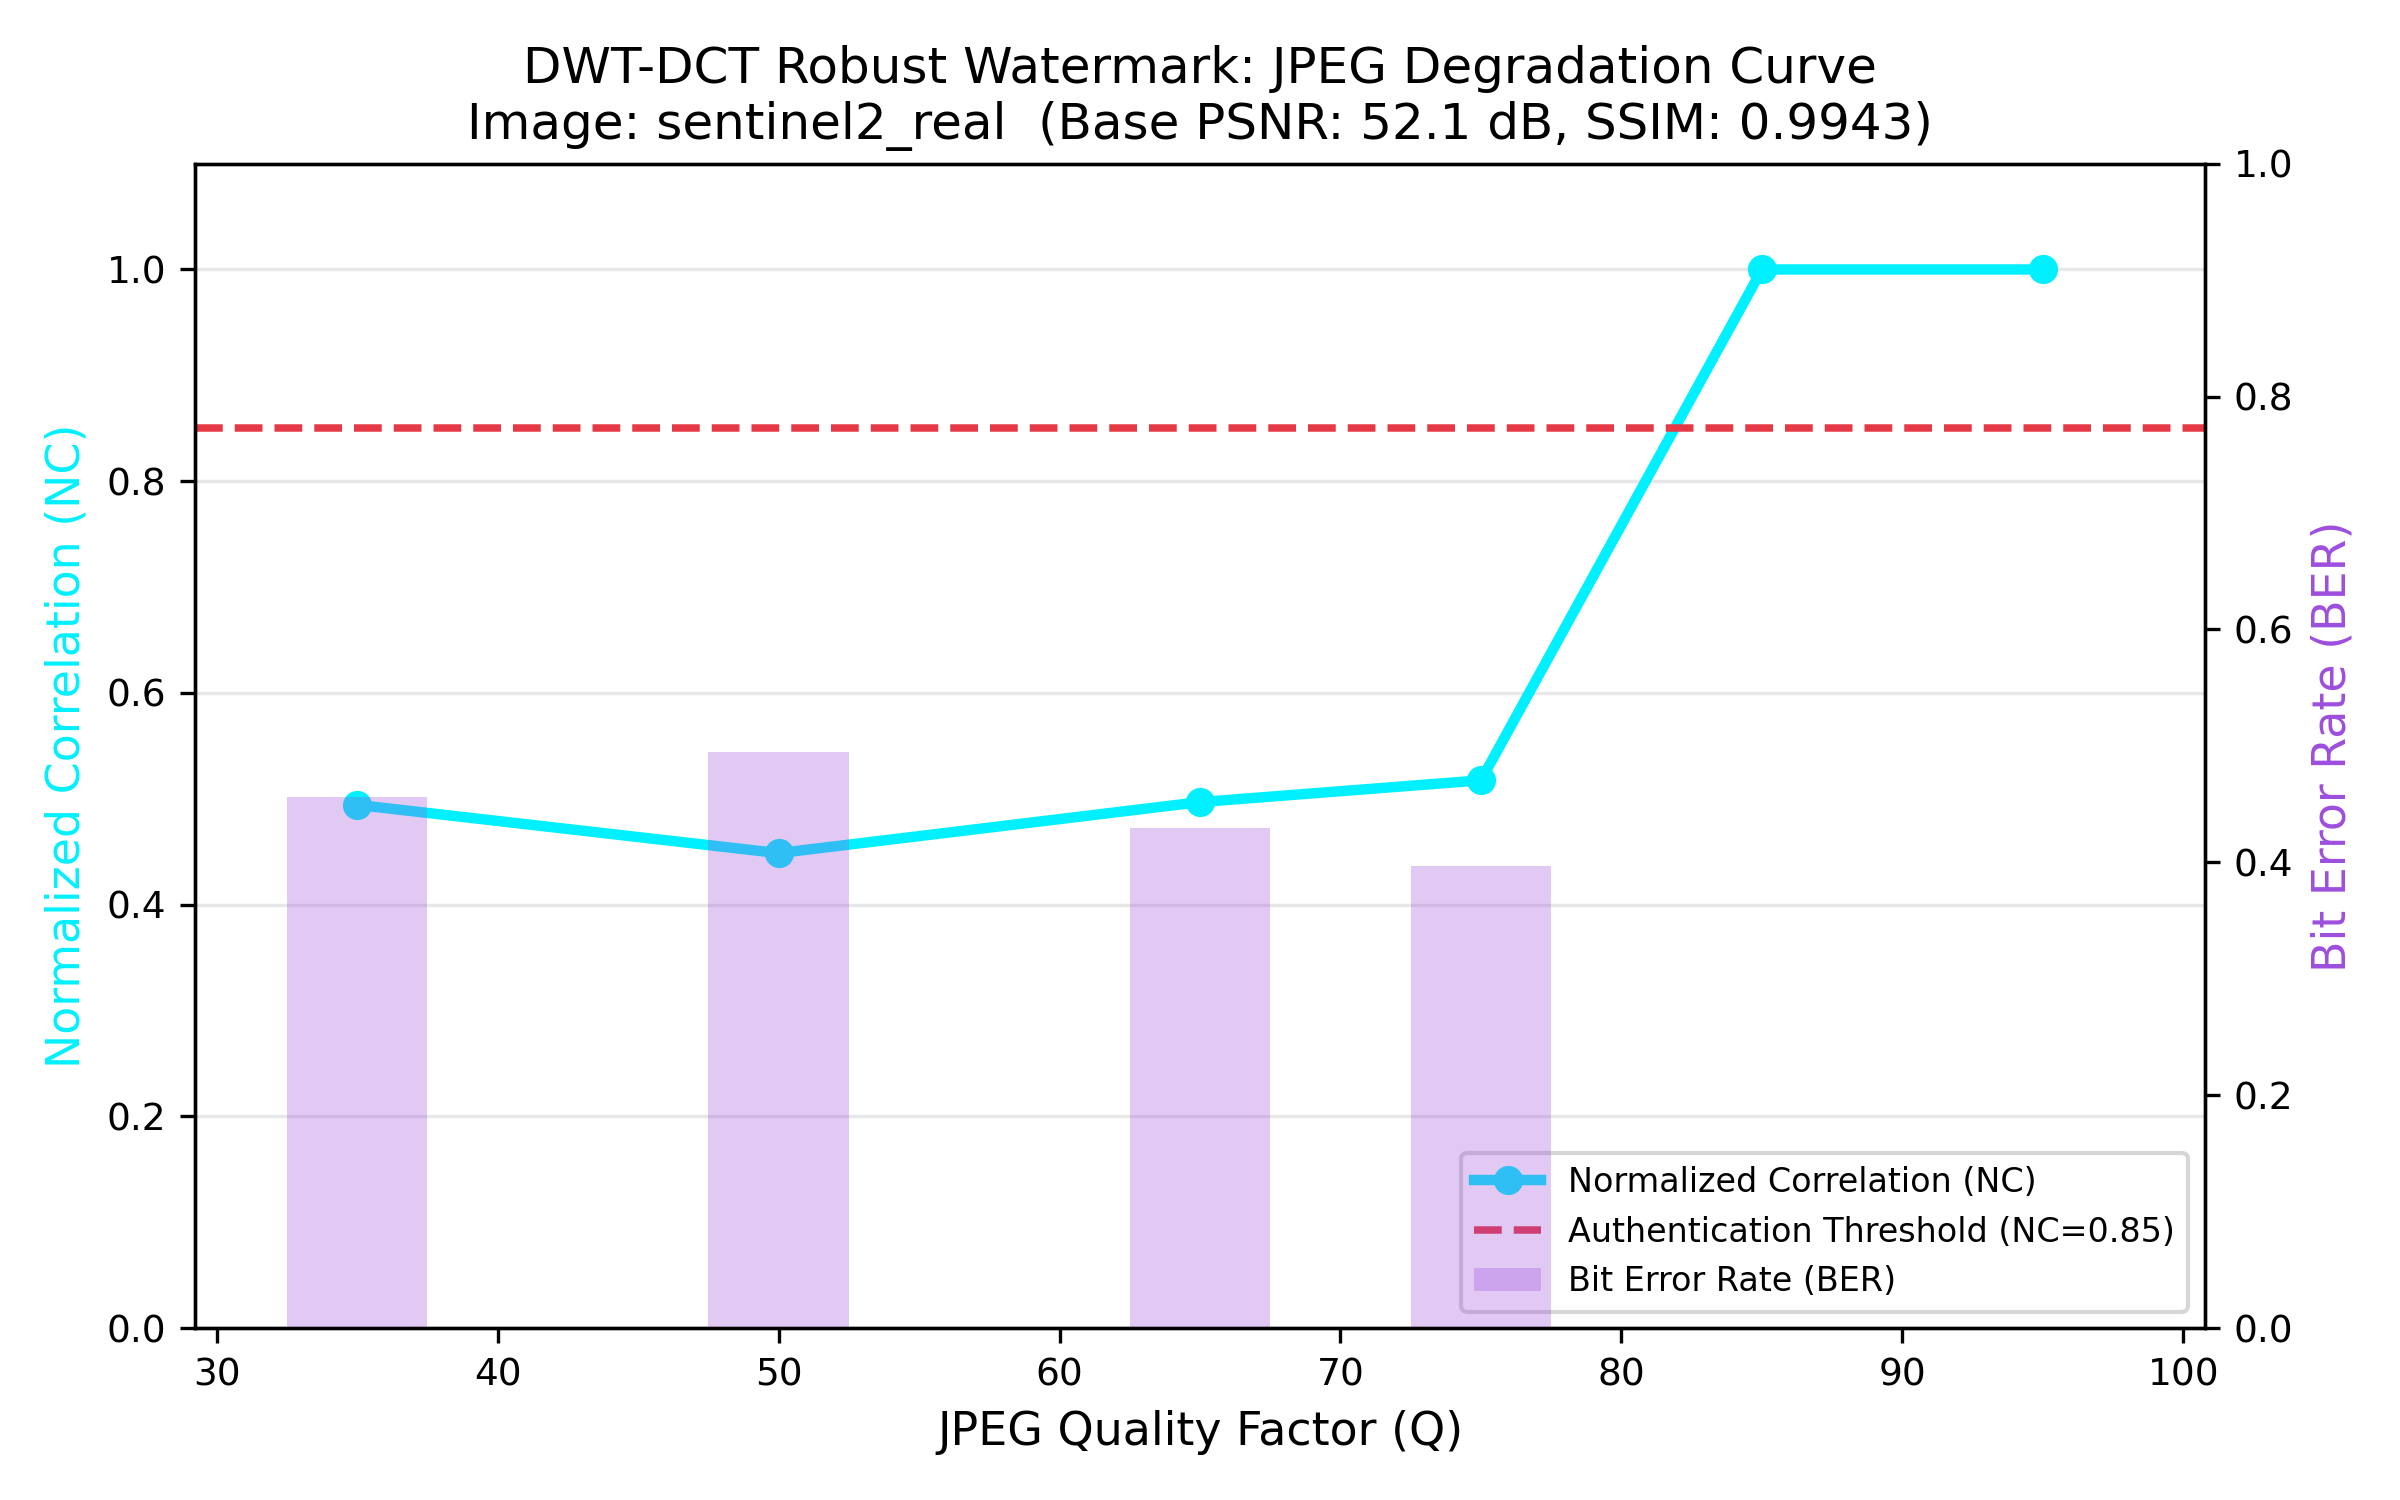 DWT-DCT Robust Watermark: JPEG Degradation Curve
Image: sentinel2_real  (Base PSNR: 52.1 dB, SSIM: 0.9943)
Normalized Correlation (NC)
1.0
0.8
0.6
0.4
0.2
0.0
1.0
0.8
0.6
0.4
0.2
0.0
Bit Error Rate (BER)
Normalized Correlation (NC)
Authentication Threshold (NC=0.85)
Bit Error Rate (BER)
30 40 50 60 70 80 90 100
JPEG Quality Factor (Q)